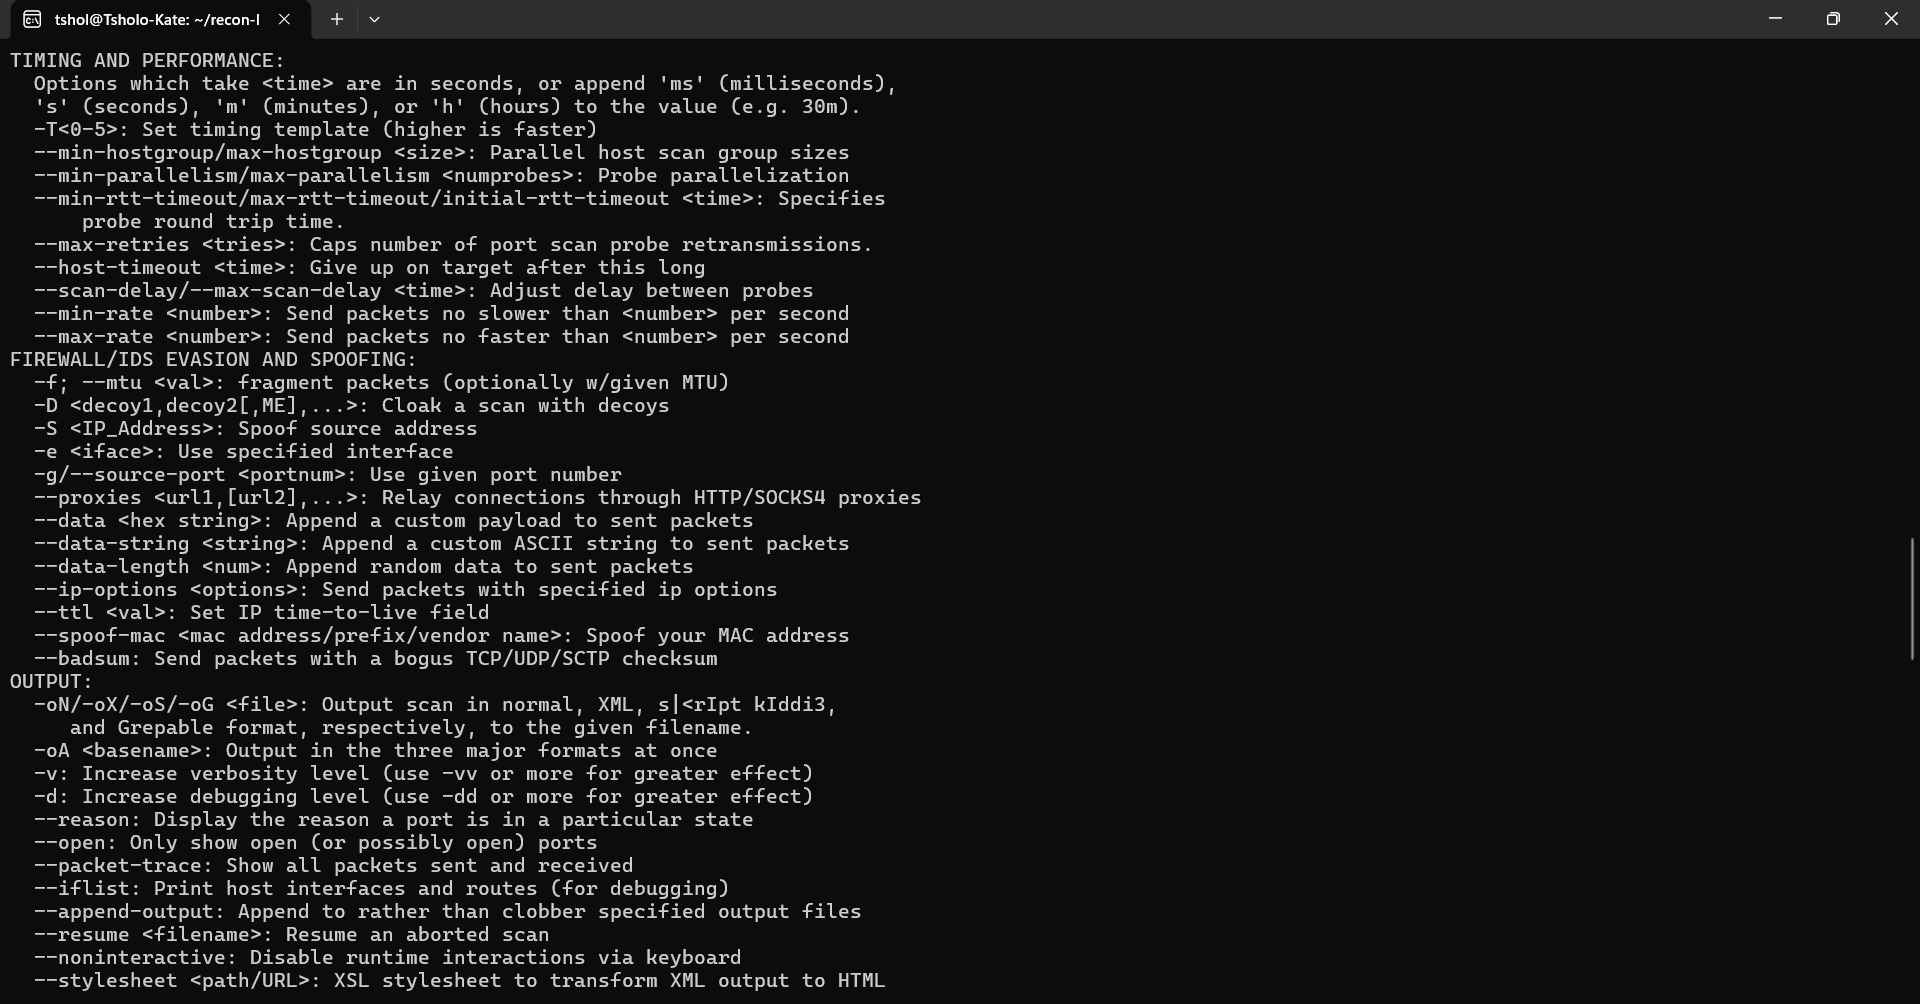 tshol@Tsholo-Kate: ~/recon-l
TIMING AND PERFORMANCE:
  Options which take <time> are in seconds, or append 'ms' (milliseconds),
  's' (seconds), 'm' (minutes), or 'h' (hours) to the value (e.g. 30m).
  -T<0-5>: Set timing template (higher is faster)
  --min-hostgroup/max-hostgroup <size>: Parallel host scan group sizes
  --min-parallelism/max-parallelism <numprobes>: Probe parallelization
  --min-rtt-timeout/max-rtt-timeout/initial-rtt-timeout <time>: Specifies
      probe round trip time.
  --max-retries <tries>: Caps number of port scan probe retransmissions.
  --host-timeout <time>: Give up on target after this long
  --scan-delay/--max-scan-delay <time>: Adjust delay between probes
  --min-rate <number>: Send packets no slower than <number> per second
  --max-rate <number>: Send packets no faster than <number> per second
FIREWALL/IDS EVASION AND SPOOFING:
  -f; --mtu <val>: fragment packets (optionally w/given MTU)
  -D <decoy1,decoy2[,ME],...>: Cloak a scan with decoys
  -S <IP_Address>: Spoof source address
  -e <iface>: Use specified interface
  -g/--source-port <portnum>: Use given port number
  --proxies <url1,[url2],...>: Relay connections through HTTP/SOCKS4 proxies
  --data <hex string>: Append a custom payload to sent packets
  --data-string <string>: Append a custom ASCII string to sent packets
  --data-length <num>: Append random data to sent packets
  --ip-options <options>: Send packets with specified ip options
  --ttl <val>: Set IP time-to-live field
  --spoof-mac <mac address/prefix/vendor name>: Spoof your MAC address
  --badsum: Send packets with a bogus TCP/UDP/SCTP checksum
OUTPUT:
  -oN/-oX/-oS/-oG <file>: Output scan in normal, XML, s|<rIpt kIddi3,
     and Grepable format, respectively, to the given filename.
  -oA <basename>: Output in the three major formats at once
  -v: Increase verbosity level (use -vv or more for greater effect)
  -d: Increase debugging level (use -dd or more for greater effect)
  --reason: Display the reason a port is in a particular state
  --open: Only show open (or possibly open) ports
  --packet-trace: Show all packets sent and received
  --iflist: Print host interfaces and routes (for debugging)
  --append-output: Append to rather than clobber specified output files
  --resume <filename>: Resume an aborted scan
  --noninteractive: Disable runtime interactions via keyboard
  --stylesheet <path/URL>: XSL stylesheet to transform XML output to HTML